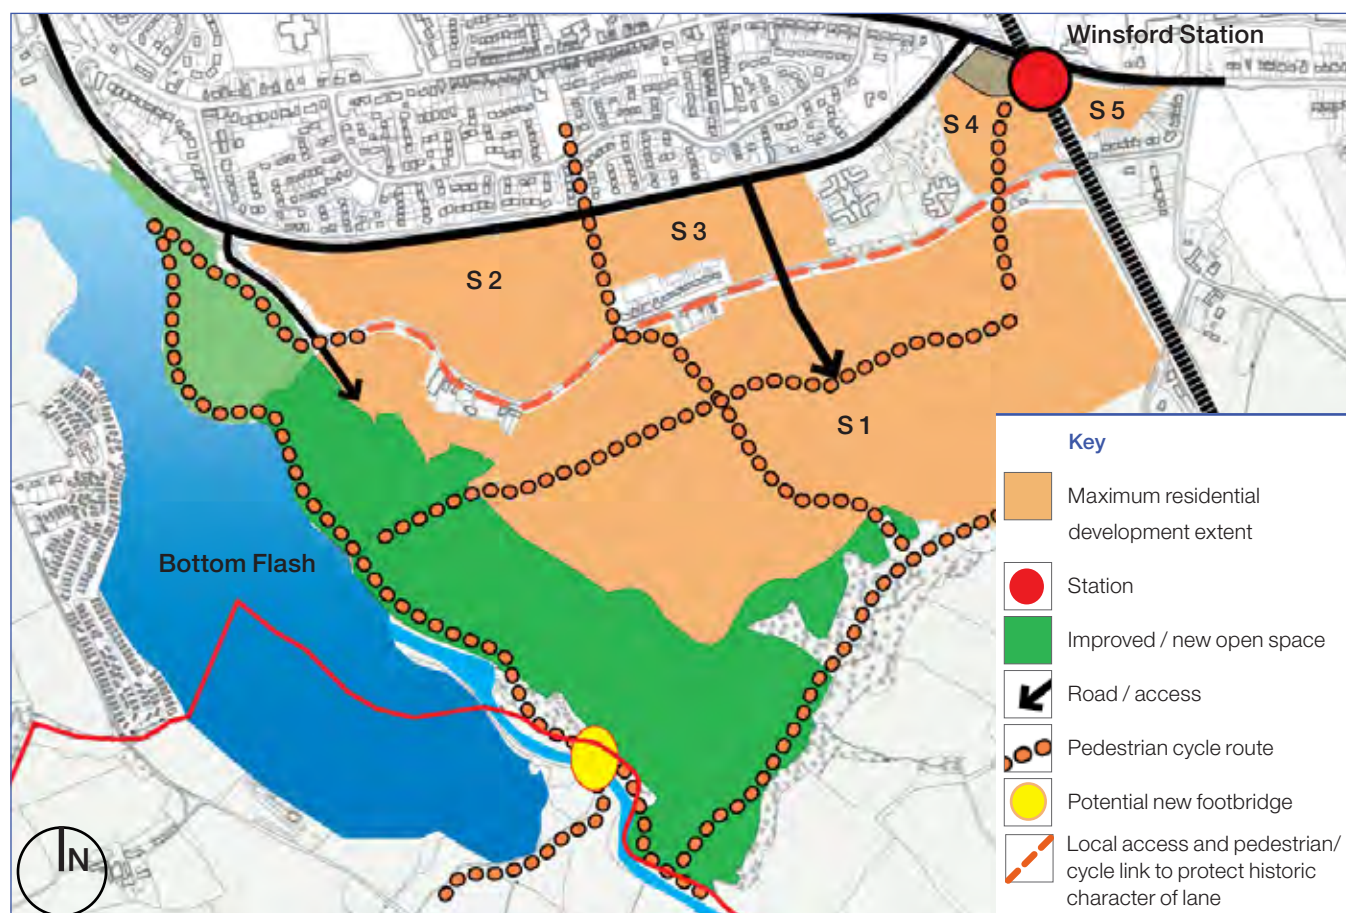 Winsford Station
S 4
S 5
S 3
S 2
S 1
Bottom Flash
N
Key
Maximum residential
development extent
Station
Improved / new open space
Road / access
Pedestrian cycle route
Potential new footbridge
Local access and pedestrian/
cycle link to protect historic
character of lane